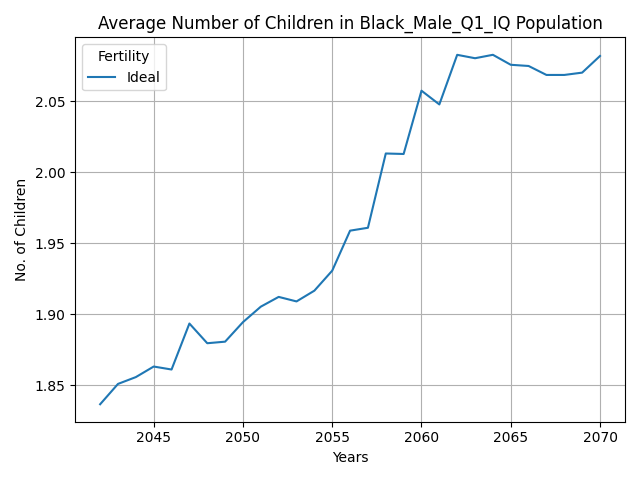 Average Number of Children in Black_Male_Q1_IQ Population
Fertility
Ideal
No. of Children
2.05
2.00
1.95
1.90
1.85
2045 2050 2055 2060 2065 2070
Years